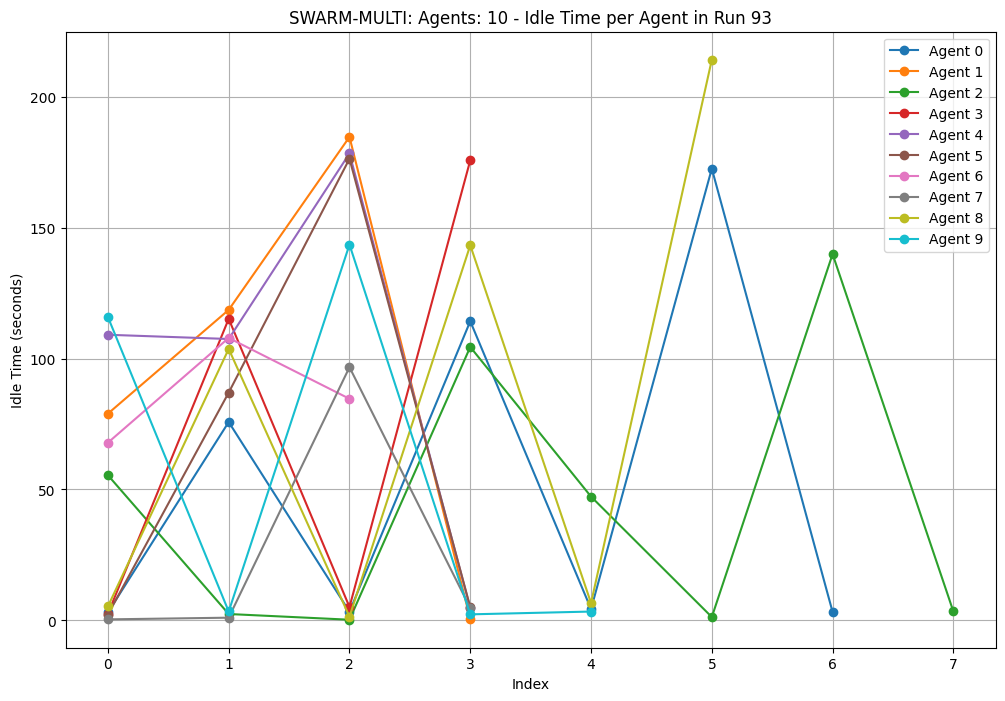 SWARM-MULTI: Agents: 10 - Idle Time per Agent in Run 93
Idle Time (seconds)
200
150
100
50
0
0 1 2 3 4 5 6 7
Index
Agent 0
Agent 1
Agent 2
Agent 3
Agent 4
Agent 5
Agent 6
Agent 7
Agent 8
Agent 9